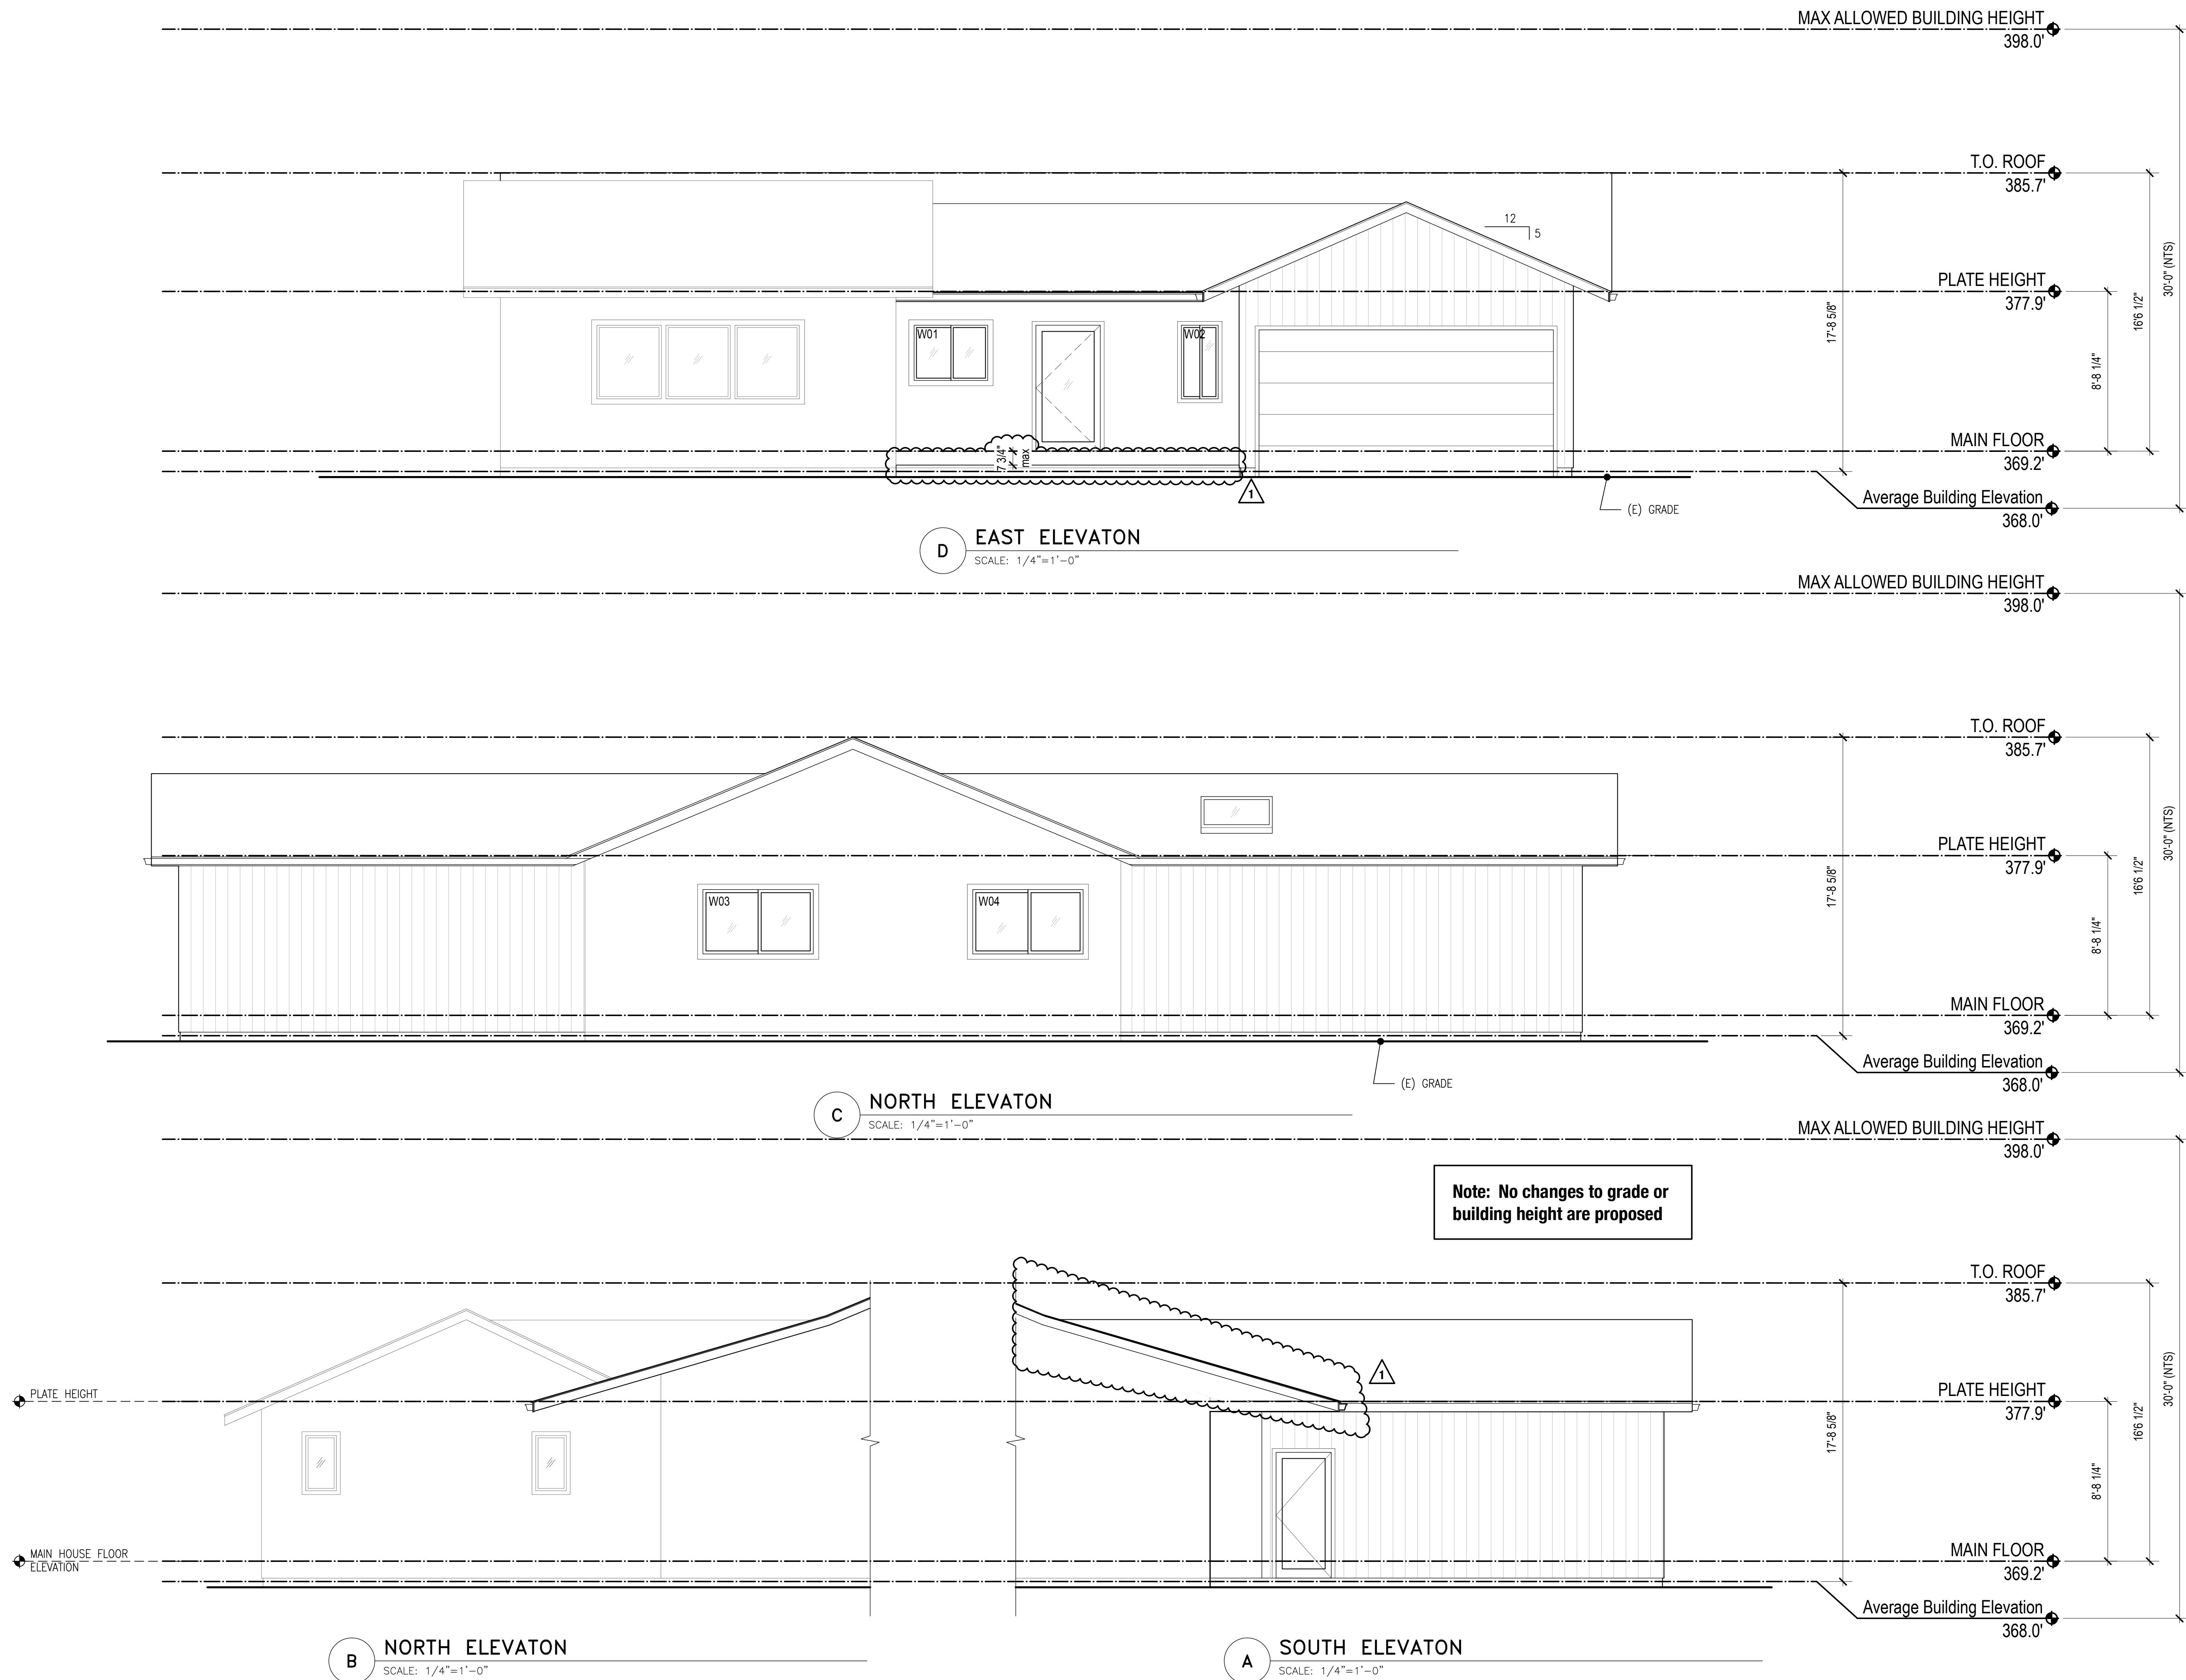 MAX ALLOWED BUILDING HEIGHT
398.0'
T.O. ROOF
385.7'
12
5
PLATE HEIGHT
377.9'
30'-0" (NTS)
16'6 1/2"
17'-8 5/8"
8'-8 1/4"
W01
W02
7 3/4"
max
MAIN FLOOR
369.2'
1
(E) GRADE
Average Building Elevation
368.0'
D
EAST ELEVATON
SCALE: 1/4"=1'-0"
MAX ALLOWED BUILDING HEIGHT
398.0'
T.O. ROOF
385.7'
PLATE HEIGHT
377.9'
30'-0" (NTS)
16'6 1/2"
17'-8 5/8"
8'-8 1/4"
W03
W04
MAIN FLOOR
369.2'
(E) GRADE
Average Building Elevation
368.0'
C
NORTH ELEVATON
SCALE: 1/4"=1'-0"
MAX ALLOWED BUILDING HEIGHT
398.0'
Note: No changes to grade or
building height are proposed
T.O. ROOF
385.7'
1
PLATE HEIGHT
PLATE HEIGHT
377.9'
30'-0" (NTS)
16'6 1/2"
17'-8 5/8"
8'-8 1/4"
MAIN HOUSE FLOOR
ELEVATION
MAIN FLOOR
369.2'
Average Building Elevation
368.0'
B
NORTH ELEVATON
SCALE: 1/4"=1'-0"
A
SOUTH ELEVATON
SCALE: 1/4"=1'-0"